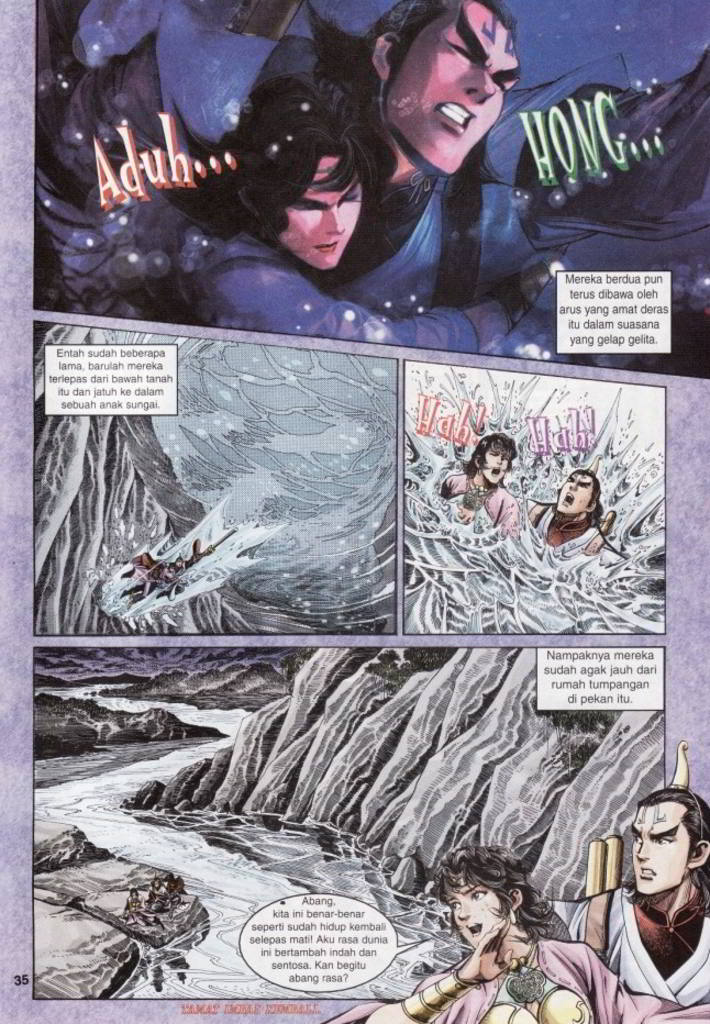 Aduh...
HONG...
Mereka berdua pun
terus dibawa oleh
arus yang amat deras
itu dalam suasana
yang gelap gelita.
Entah sudah beberapa
lama, barulah mereka
terlepas dari bawah tanah
itu dan jatuh ke dalam
sebuah anak sungai.
Hah!
Hah!
Nampaknya mereka
sudah agak jauh dari
rumah tumpangan
di pekan itu.
Abang,
kita ini benar-benar
seperti sudah hidup kembali
selepas mati! Aku rasa dunia
ini bertambah indah dan
sentosa. Kan begitu
abang rasa?
35
TAMAT IMBAS KEMBALI